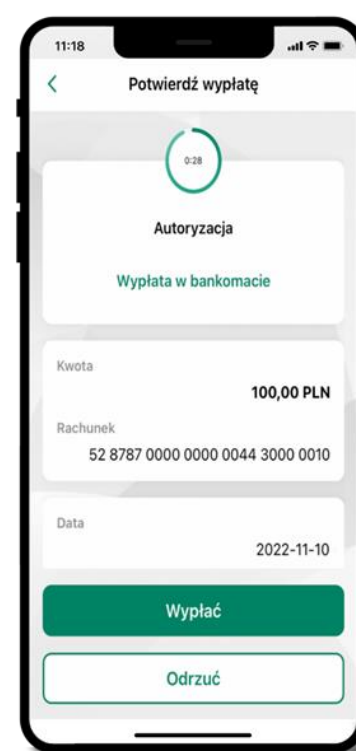 11:18
Potwierdź wypłatę
0:28
Autoryzacja
Wypłata w bankomacie
Kwota
100,00 PLN
Rachunek
52 8787 0000 0000 0044 3000 0010
Data
2022-11-10
Wypłać
Odrzuć